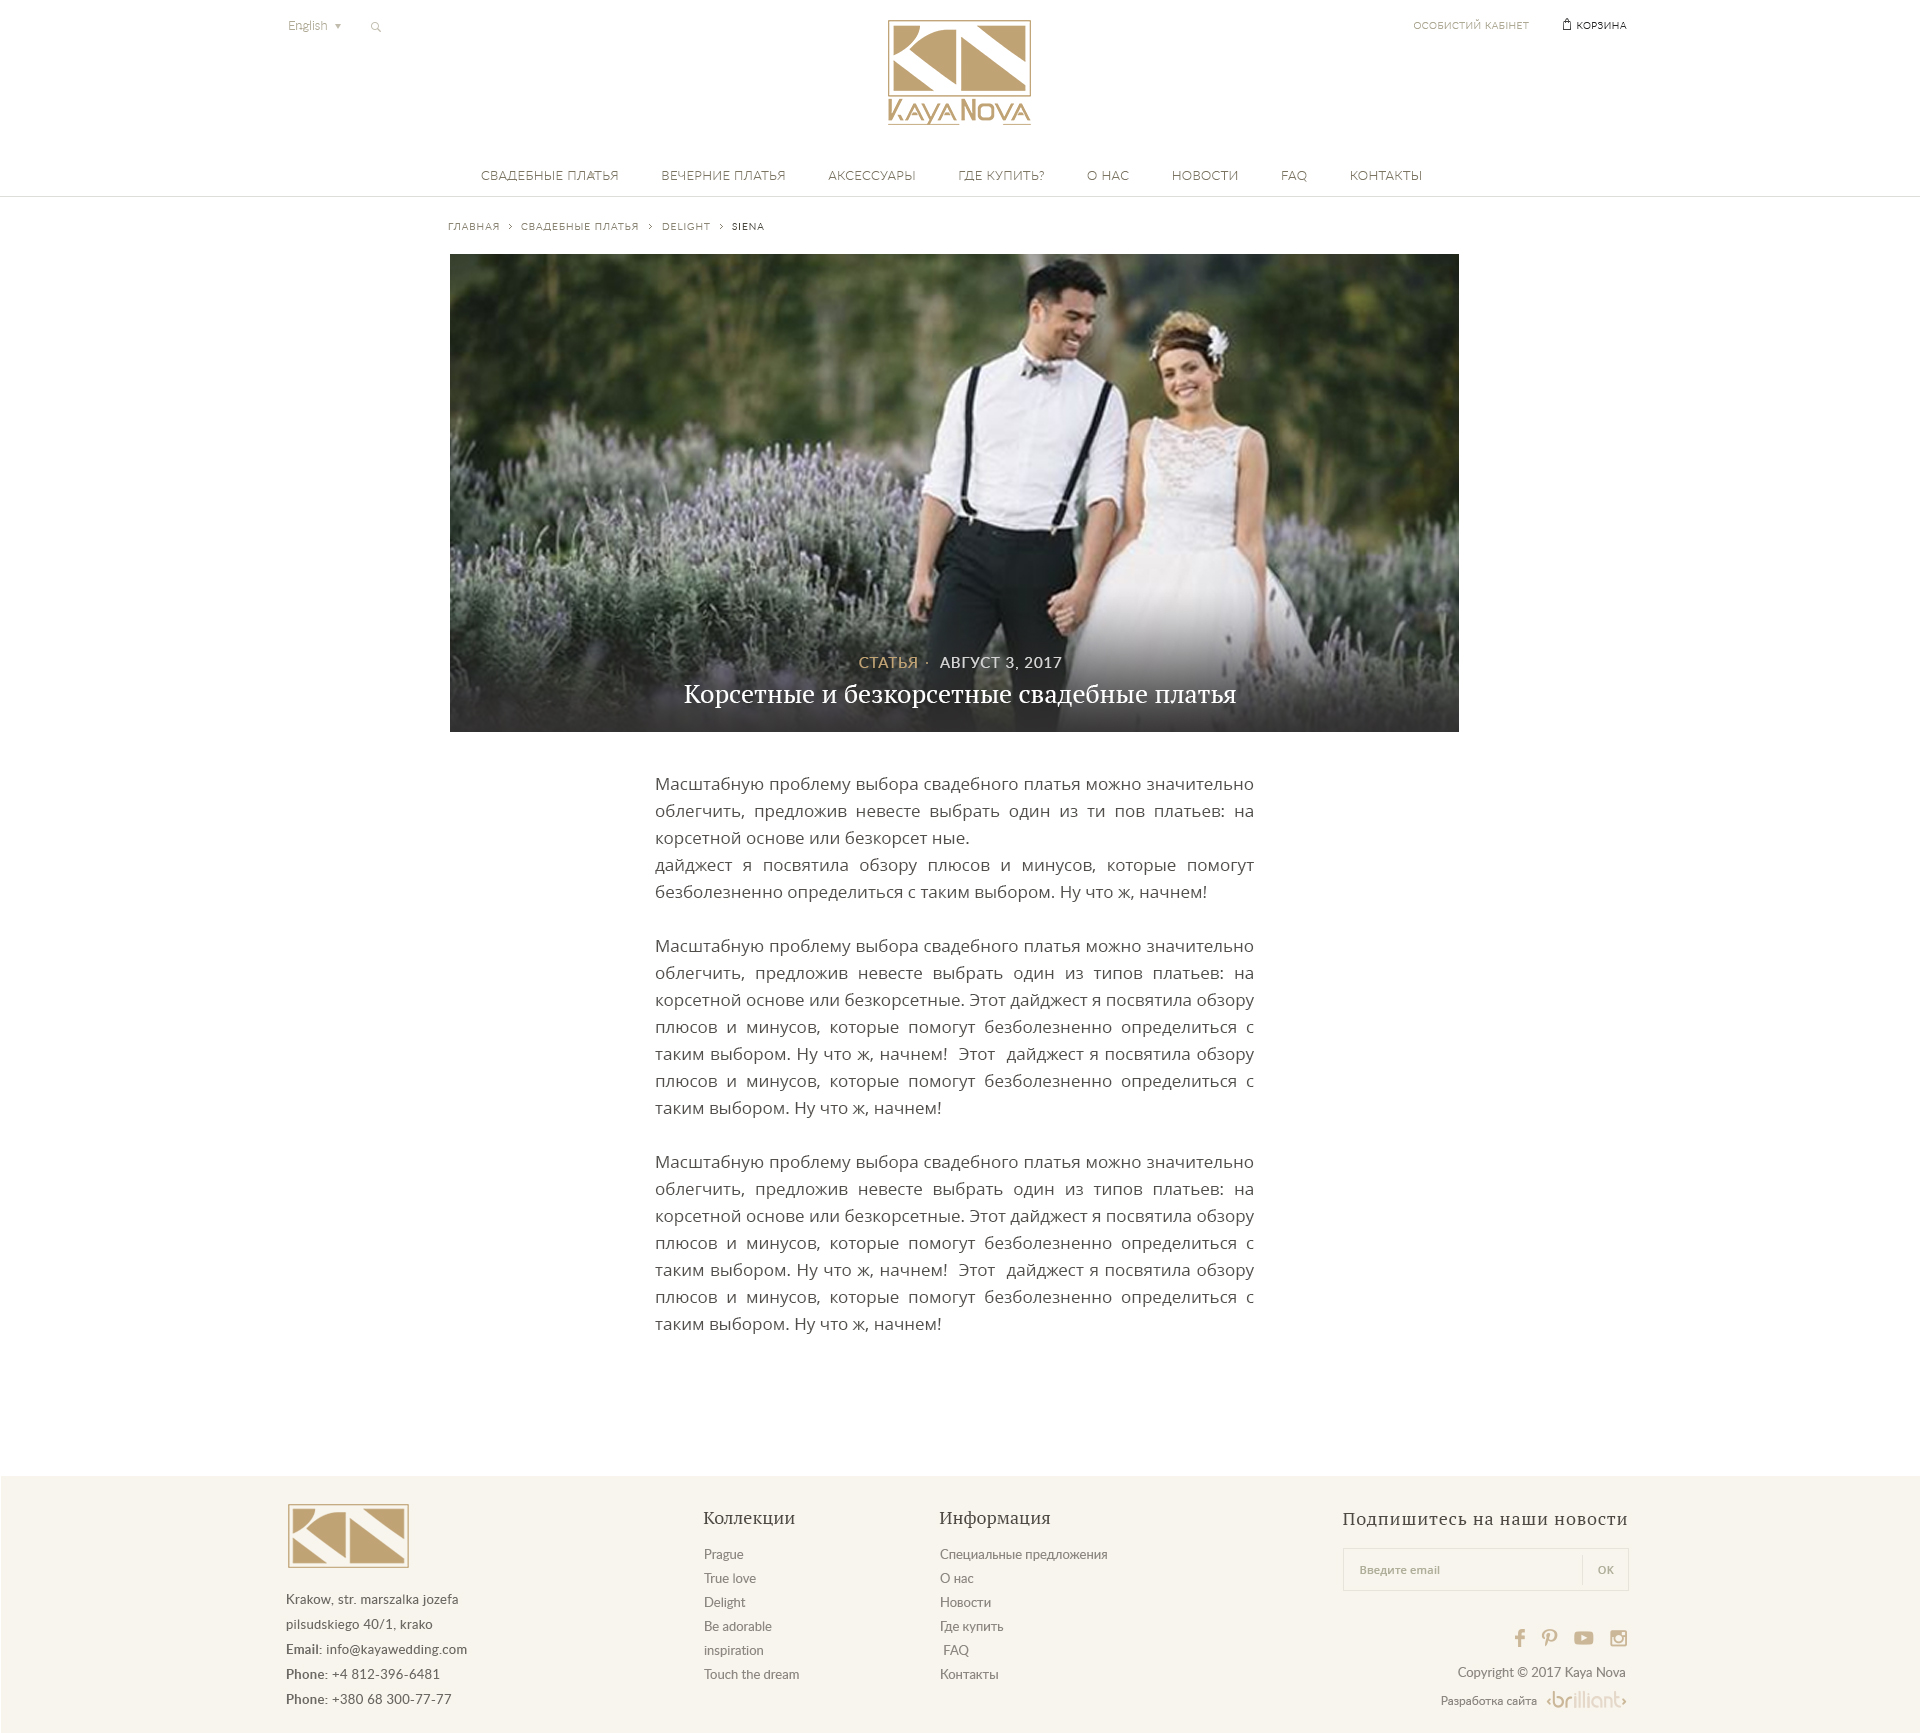 English
ОСОБИСТИЙ КАБІНЕТ
КОРЗИНА
KN
KAYA NOVA
СВАДЕБНЫЕ ПЛАТЬЯ ВЕЧЕРНИЕ ПЛАТЬЯ АКСЕССУАРЫ ГДЕ КУПИТЬ? О НАС НОВОСТИ FAQ КОНТАКТЫ
ГЛАВНАЯ > СВАДЕБНЫЕ ПЛАТЬЯ > DELIGHT > SIENA
СТАТЬЯ · АВГУСТ 3, 2017
Корсетные и безкорсетные свадебные платья
Масштабную проблему выбора свадебного платья можно значительно
облегчить, предложив невесте выбрать один из ти пов платьев: на
корсетной основе или безкорсет ные.
дайджест я посвятила обзору плюсов и минусов, которые помогут
безболезненно определиться с таким выбором. Ну что ж, начнем!
Масштабную проблему выбора свадебного платья можно значительно
облегчить, предложив невесте выбрать один из типов платьев: на
корсетной основе или безкорсетные. Этот дайджест я посвятила обзору
плюсов и минусов, которые помогут безболезненно определиться с
таким выбором. Ну что ж, начнем! Этот дайджест я посвятила обзору
плюсов и минусов, которые помогут безболезненно определиться с
таким выбором. Ну что ж, начнем!
Масштабную проблему выбора свадебного платья можно значительно
облегчить, предложив невесте выбрать один из типов платьев: на
корсетной основе или безкорсетные. Этот дайджест я посвятила обзору
плюсов и минусов, которые помогут безболезненно определиться с
таким выбором. Ну что ж, начнем! Этот дайджест я посвятила обзору
плюсов и минусов, которые помогут безболезненно определиться с
таким выбором. Ну что ж, начнем!
KN
Krakow, str. marszalka jozefa
pilsudskiego 40/1, krako
Email: info@kayawedding.com
Phone: +4 812-396-6481
Phone: +380 68 300-77-77
Коллекции
Prague
True love
Delight
Be adorable
inspiration
Touch the dream
Информация
Специальные предложения
О нас
Новости
Где купить
FAQ
Контакты
Подпишитесь на наши новости
Введите email
OK
Copyright © 2017 Kaya Nova
Разработка сайта ‹brilliant›